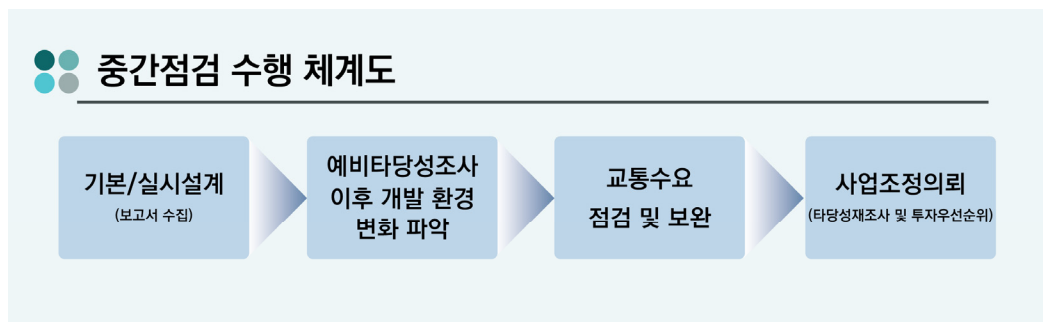 중간점검 수행 체계도
기본/실시설계
(보고서 수집)
예비타당성조사
이후 개발 환경
변화 파악
교통수요
점검 및 보완
사업조정의뢰
(타당성재조사 및 투자우선순위)